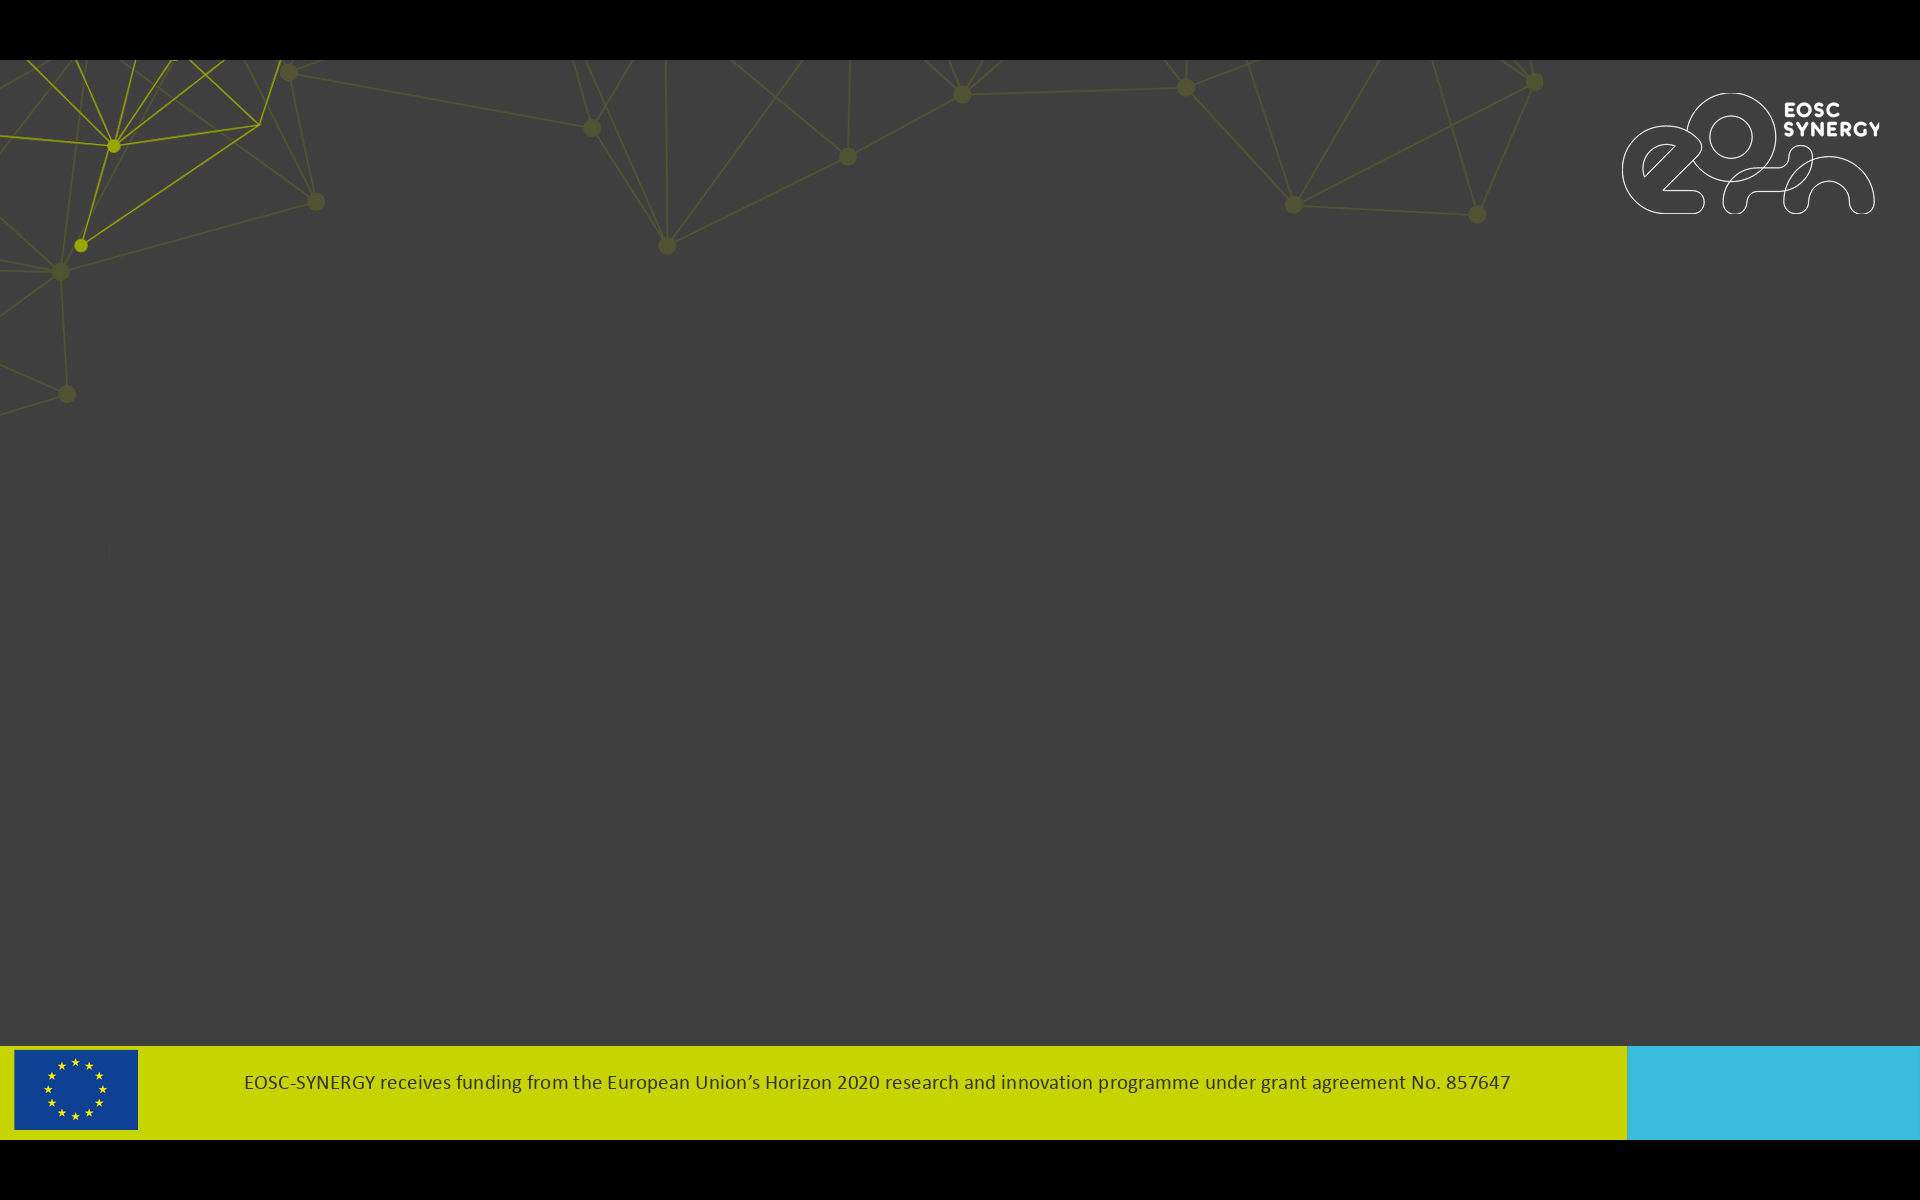 EOSC
SYNERGY
EOSC-SYNERGY receives funding from the European Union’s Horizon 2020 research and innovation programme under grant agreement No. 857647